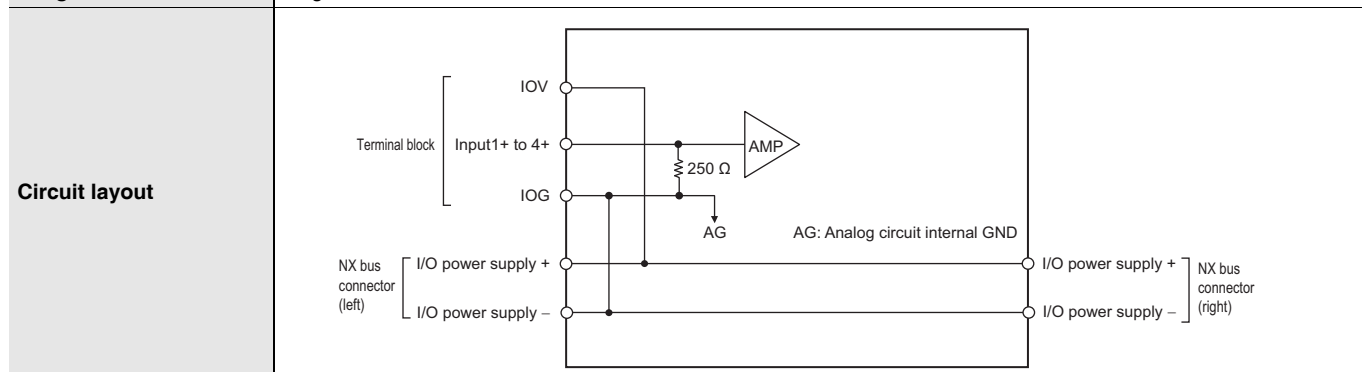 Circuit layout
IOV
Terminal block
Input1+ to 4+
AMP
250 Ω
IOG
AG
AG: Analog circuit internal GND
NX bus
connector
(left)
I/O power supply +
I/O power supply −
I/O power supply +
I/O power supply −
NX bus
connector
(right)